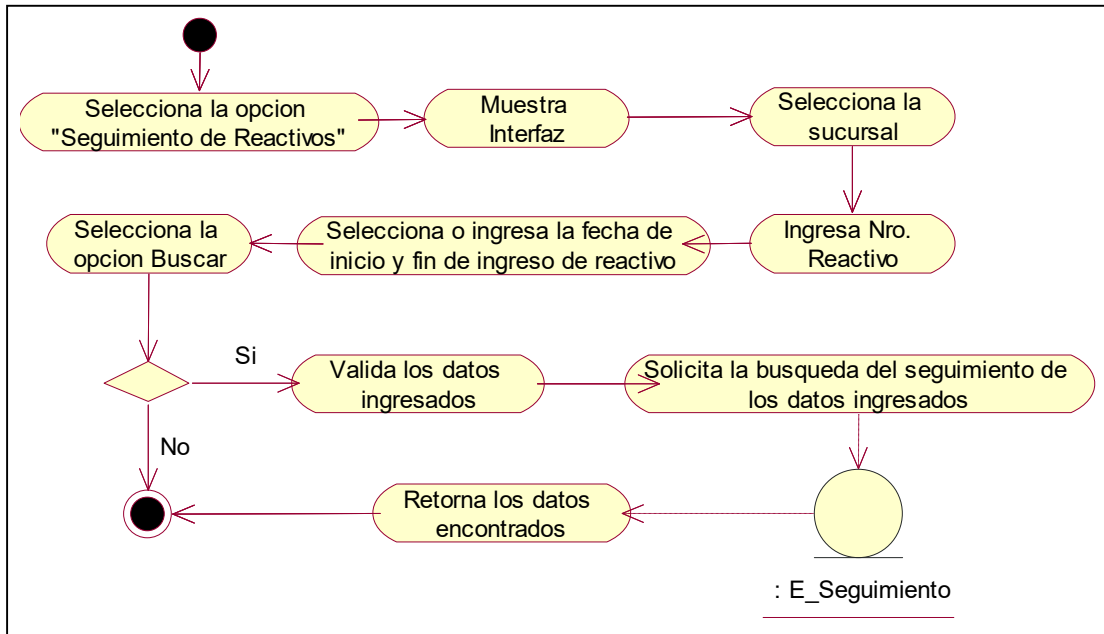 Selecciona la opcion
"Seguimiento de Reactivos"
Muestra
Interfaz
Selecciona la
sucursal
Ingresa Nro.
Reactivo
Selecciona o ingresa la fecha de
inicio y fin de ingreso de reactivo
Selecciona la
opcion Buscar
Si
No
Valida los datos
ingresados
Solicita la busqueda del seguimiento de
los datos ingresados
: E_Seguimiento
Retorna los datos
encontrados